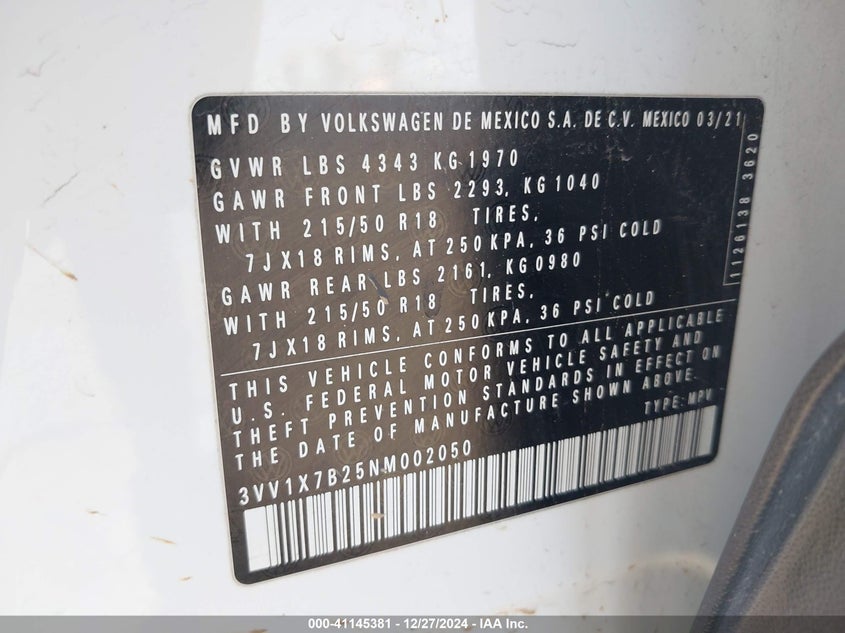 MFD BY VOLKSWAGEN DE MEXICO S.A. DE C.V. MEXICO 03/21
GVWR LBS 4343 KG 1970
GAWR FRONT LBS 2293, KG 1040
WITH 215/50 R18 TIRES,
7JX18 RIMS, AT 250 KPA, 36 PSI COLD
GAWR REAR LBS 2161, KG0980
WITH 215/50 R18 TIRES,
7JX18 RIMS, AT 250 KPA, 36 PSI COLD
1126138 3620
THIS VEHICLE CONFORMS TO ALL APPLICABLE
U.S. FEDERAL MOTOR VEHICLE SAFETY AND
THEFT PREVENTION STANDARDS IN EFFECT ON
THE DATE OF MANUFACTURE SHOWN ABOVE.
TYPE: MPV
3VV1X7B25NM002050
000-41145381 - 12/27/2024 - IAA Inc.